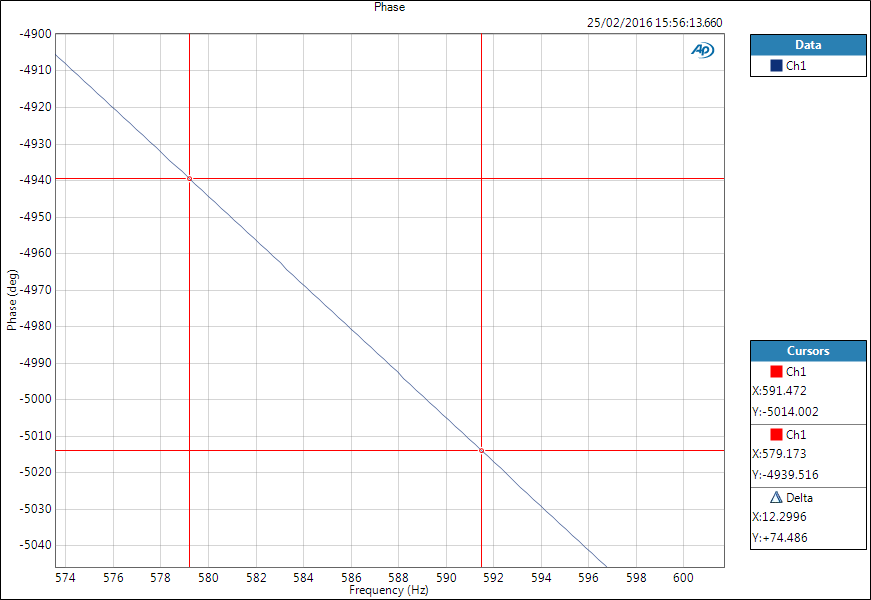 Phase
25/02/2016 15:56:13.660
AP
Data
Ch1
-4900
-4910
-4920
-4930
-4940
-4950
-4960
-4970
-4980
-4990
-5000
-5010
-5020
-5030
-5040
Phase (deg)
574 576 578 580 582 584 586 588 590 592 594 596 598 600
Frequency (Hz)
Cursors
Ch1
X:591.472
Y:-5014.002
Ch1
X:579.173
Y:-4939.516
Delta
X:12.2996
Y:+74.486